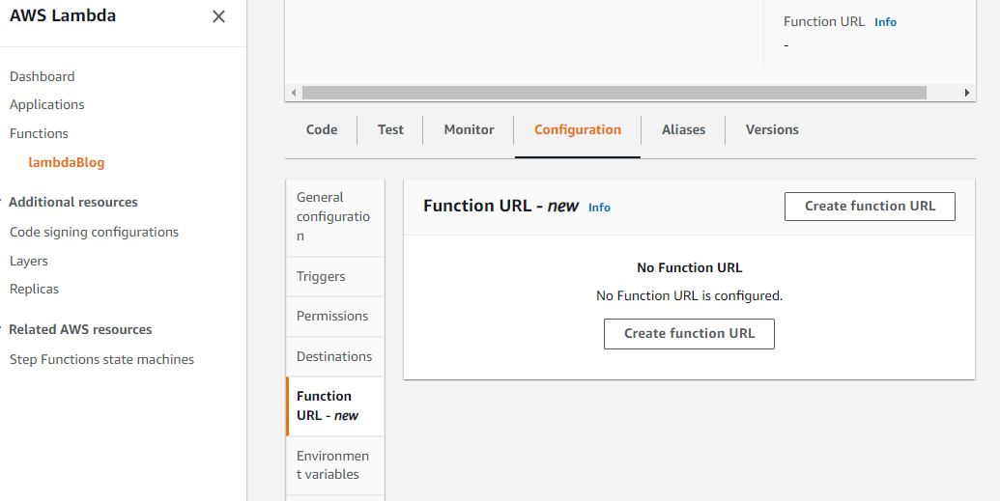 AWS Lambda
Dashboard
Applications
Functions
lambdaBlog
Additional resources
Code signing configurations
Layers
Replicas
Related AWS resources
Step Functions state machines
Function URL Info
-
Code Test Monitor Configuration Aliases Versions
General
configuratio
n
Triggers
Permissions
Destinations
Function
URL - new
Environmen
t variables
Function URL - new Info
Create function URL
No Function URL
No Function URL is configured.
Create function URL